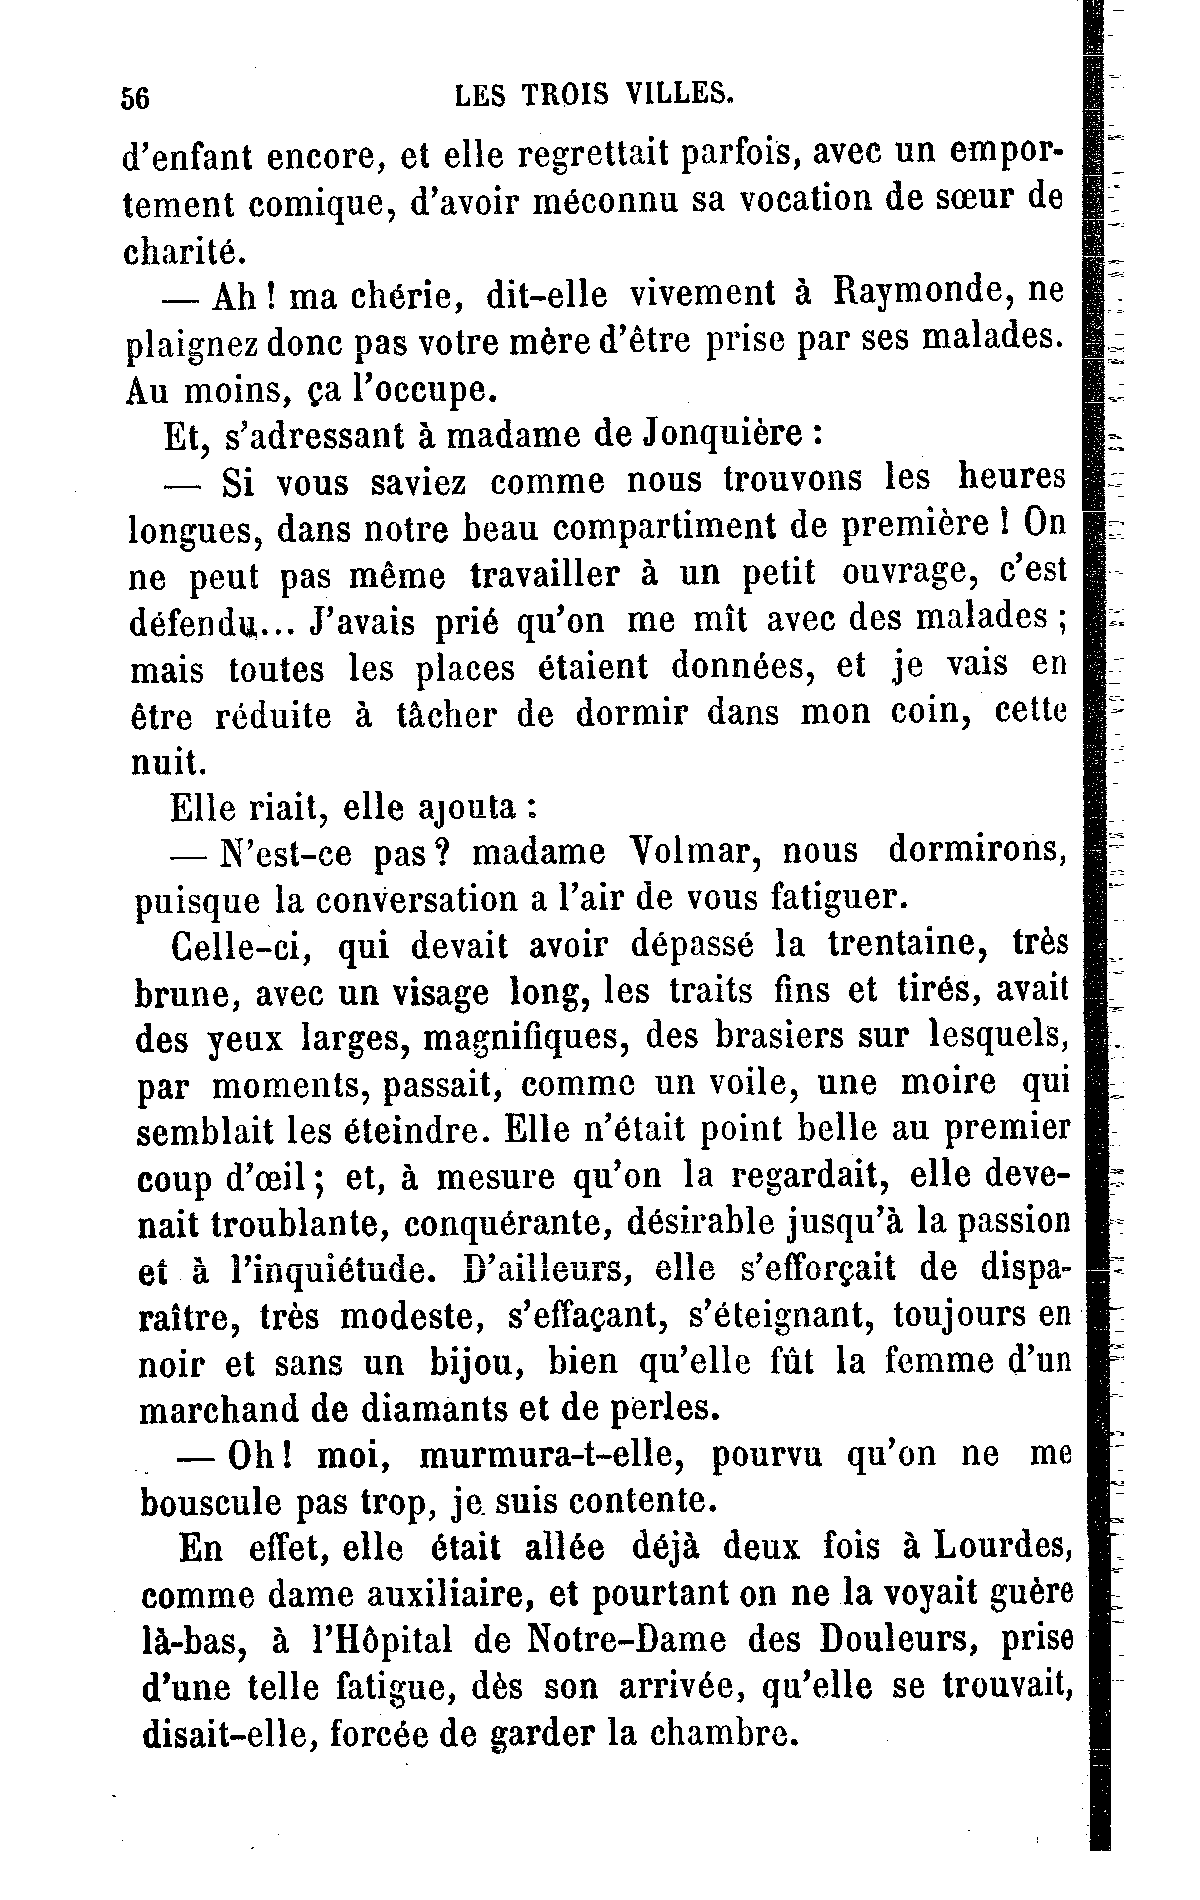 56 LES TROIS VILLES.
d'enfant encore, et elle regrettait parfois, avec un empor-
tement comique, d'avoir méconnu sa vocation de sœur de
charité.
— Ah ! ma chérie, dit-elle vivement à Raymonde, ne
plaignez donc pas votre mère d'être prise par ses malades.
Au moins, ça l'occupe.
Et, s'adressant à madame de Jonquière :
— Si vous saviez comme nous trouvons les heures
longues, dans notre beau compartiment de première ! On
ne peut pas même travailler à un petit ouvrage, c'est
défendu... J'avais prié qu'on me mît avec des malades ;
mais toutes les places étaient données, et je vais en
être réduite à tâcher de dormir dans mon coin, cette
nuit.
Elle riait, elle ajouta :
— N'est-ce pas ? madame Volmar, nous dormirons,
puisque la conversation a l'air de vous fatiguer.
Celle-ci, qui devait avoir dépassé la trentaine, très
brune, avec un visage long, les traits fins et tirés, avait
des yeux larges, magnifiques, des brasiers sur lesquels,
par moments, passait, comme un voile, une moire qui
semblait les éteindre. Elle n'était point belle au premier
coup d'œil ; et, à mesure qu'on la regardait, elle deve-
nait troublante, conquérante, désirable jusqu'à la passion
et à l'inquiétude. D'ailleurs, elle s'efforçait de dispa-
raître, très modeste, s'effaçant, s'éteignant, toujours en
noir et sans un bijou, bien qu'elle fût la femme d'un
marchand de diamants et de perles.
— Oh ! moi, murmura-t-elle, pourvu qu'on ne me
bouscule pas trop, je suis contente.
En effet, elle était allée déjà deux fois à Lourdes,
comme dame auxiliaire, et pourtant on ne la voyait guère
là-bas, à l'Hôpital de Notre-Dame des Douleurs, prise
d'une telle fatigue, dès son arrivée, qu'elle se trouvait,
disait-elle, forcée de garder la chambre.